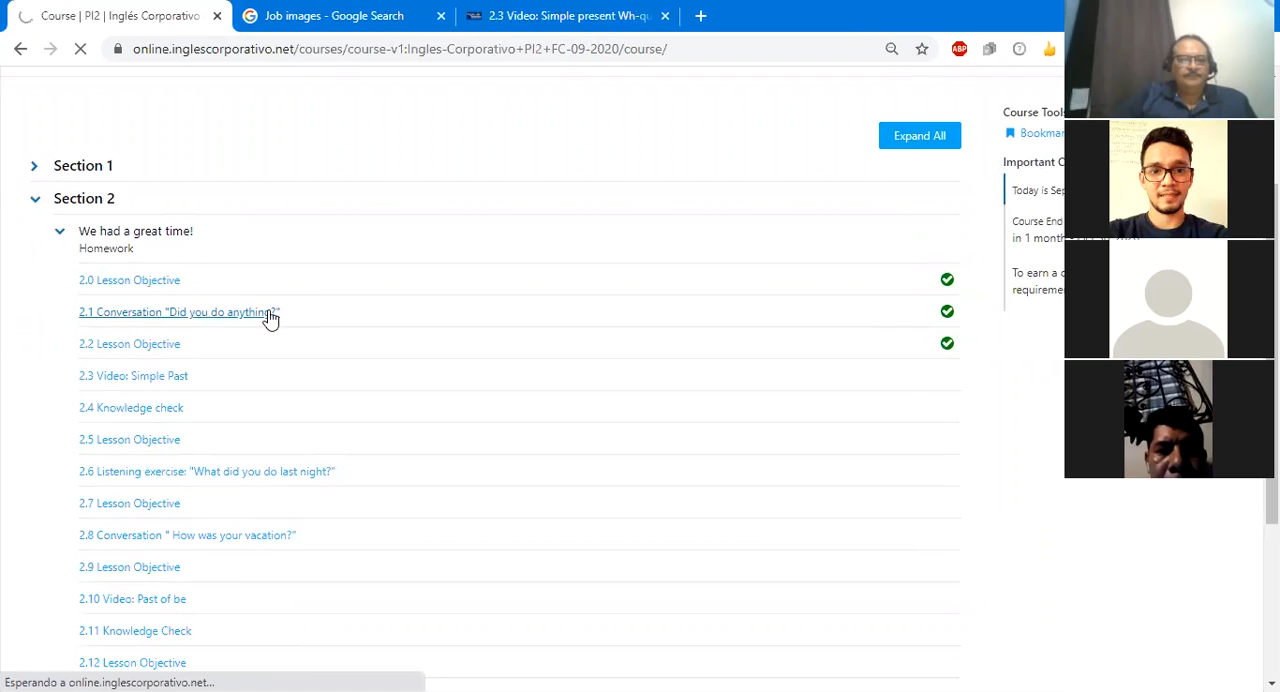 Course | PI2 | Inglés Corporativo
Job images - Google Search
2.3 Video: Simple present Wh-qu
online.inglescorporativo.net/courses/course-v1:Ingles-Corporativo+PI2+FC-09-2020/course/
ABP
Course Tools
Expand All
Bookmar
Section 1
Important C
Section 2
Today is Sep
We had a great time!
Homework
Course End
in 1 month
2.0 Lesson Objective
To earn a c
requiremen
2.1 Conversation "Did you do anything?"
2.2 Lesson Objective
2.3 Video: Simple Past
2.4 Knowledge check
2.5 Lesson Objective
2.6 Listening exercise: "What did you do last night?"
2.7 Lesson Objective
2.8 Conversation " How was your vacation?"
2.9 Lesson Objective
2.10 Video: Past of be
2.11 Knowledge Check
2.12 Lesson Objective
Esperando a online.inglescorporativo.net...